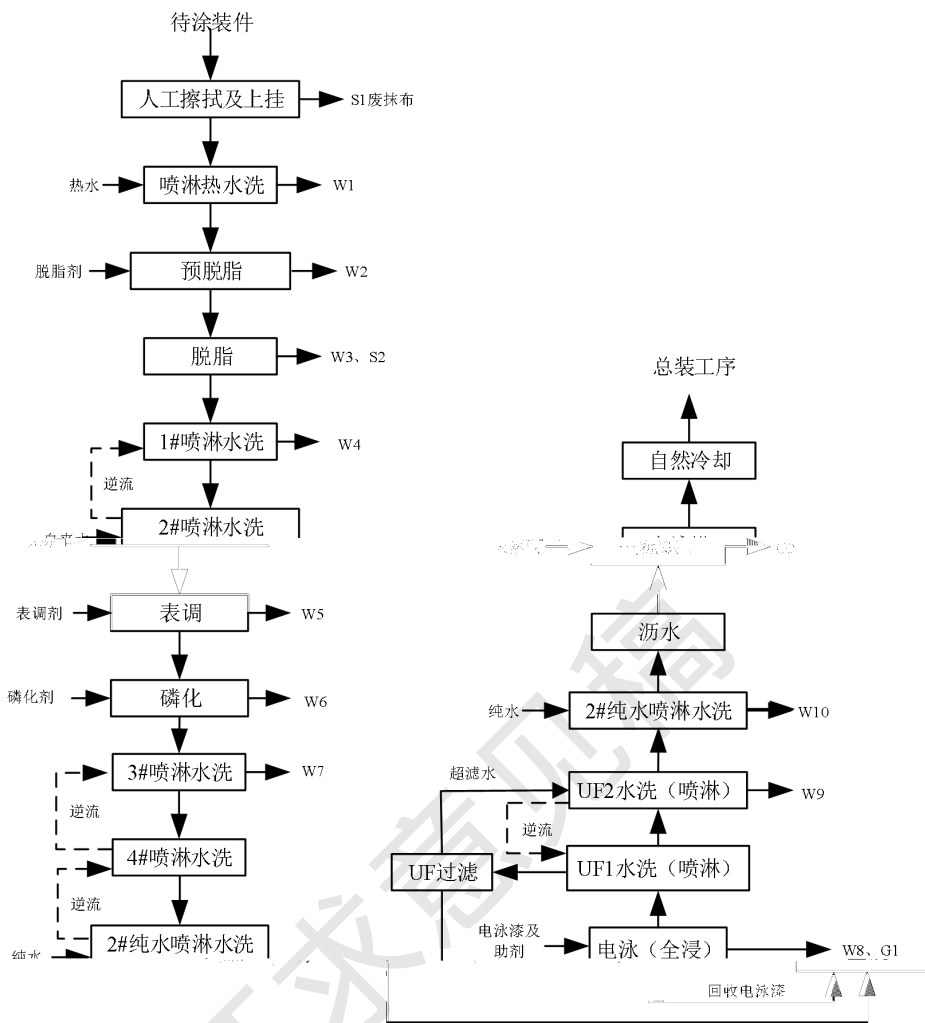 待涂装件
人工擦拭及上挂
S1废抹布
热水
喷淋热水洗
W1
脱脂剂
预脱脂
W2
脱脂
W3、S2
1#喷淋水洗
W4
逆流
2#喷淋水洗
表调剂
表调
W5
磷化剂
磷化
W6
3#喷淋水洗
W7
逆流
4#喷淋水洗
逆流
纯水
2#纯水喷淋水洗
总装工序
自然冷却
沥水
纯水
2#纯水喷淋水洗
W10
超滤水
UF2水洗（喷淋）
W9
逆流
UF过滤
UF1水洗（喷淋）
电泳漆及
助剂
电泳（全浸）
W8、G1
回收电泳漆
求意见稿